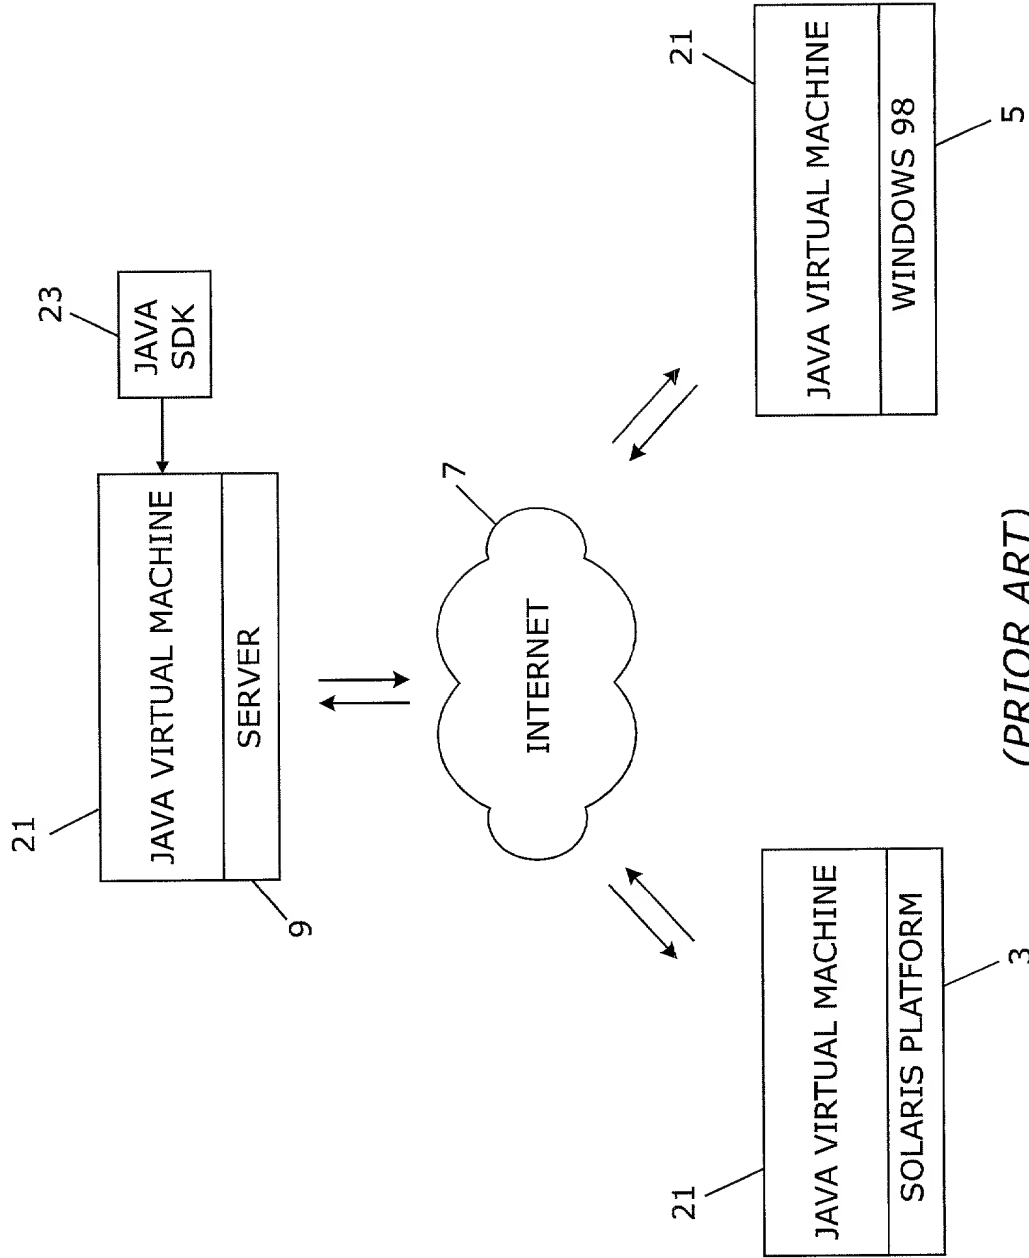 21
JAVA VIRTUAL MACHINE
SERVER
9
23
JAVA
SDK
7
INTERNET
21
JAVA VIRTUAL MACHINE
SOLARIS PLATFORM
3
21
JAVA VIRTUAL MACHINE
WINDOWS 98
5
(PRIOR ART)